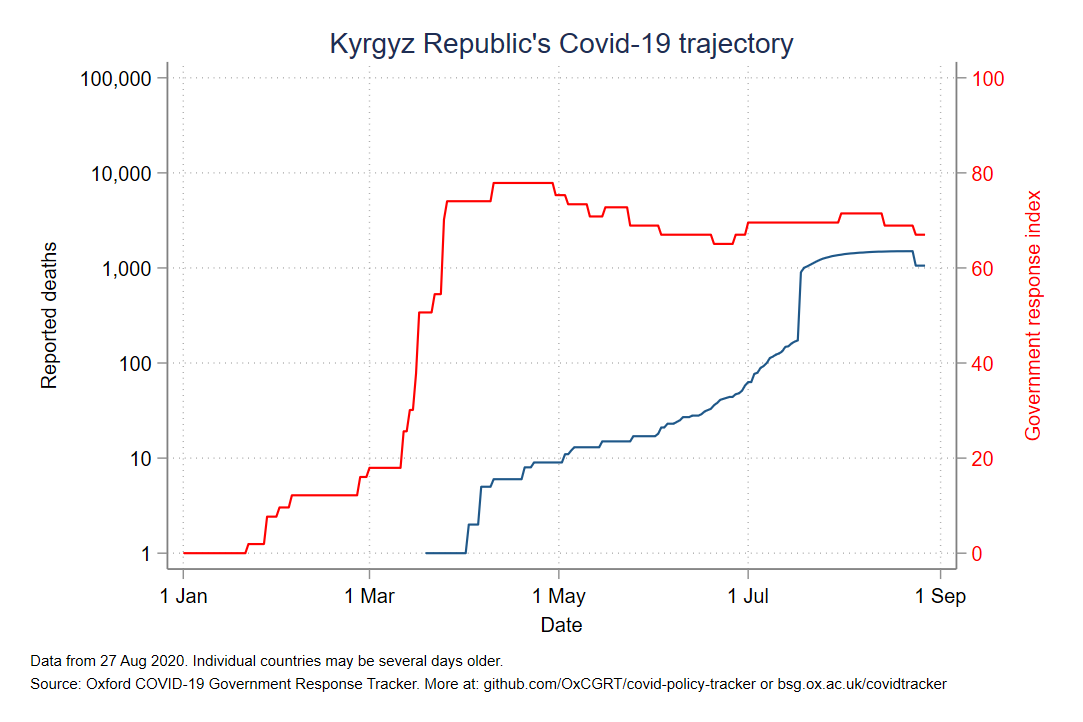 Kyrgyz Republic's Covid-19 trajectory
100,000
10,000
1,000
100
10
1
Reported deaths
100
80
60
40
20
0
Government response index
1 Jan
1 Mar
1 May
1 Jul
1 Sep
Date
Data from 27 Aug 2020. Individual countries may be several days older.
Source: Oxford COVID-19 Government Response Tracker. More at: github.com/OxCGRT/covid-policy-tracker or bsg.ox.ac.uk/covidtracker